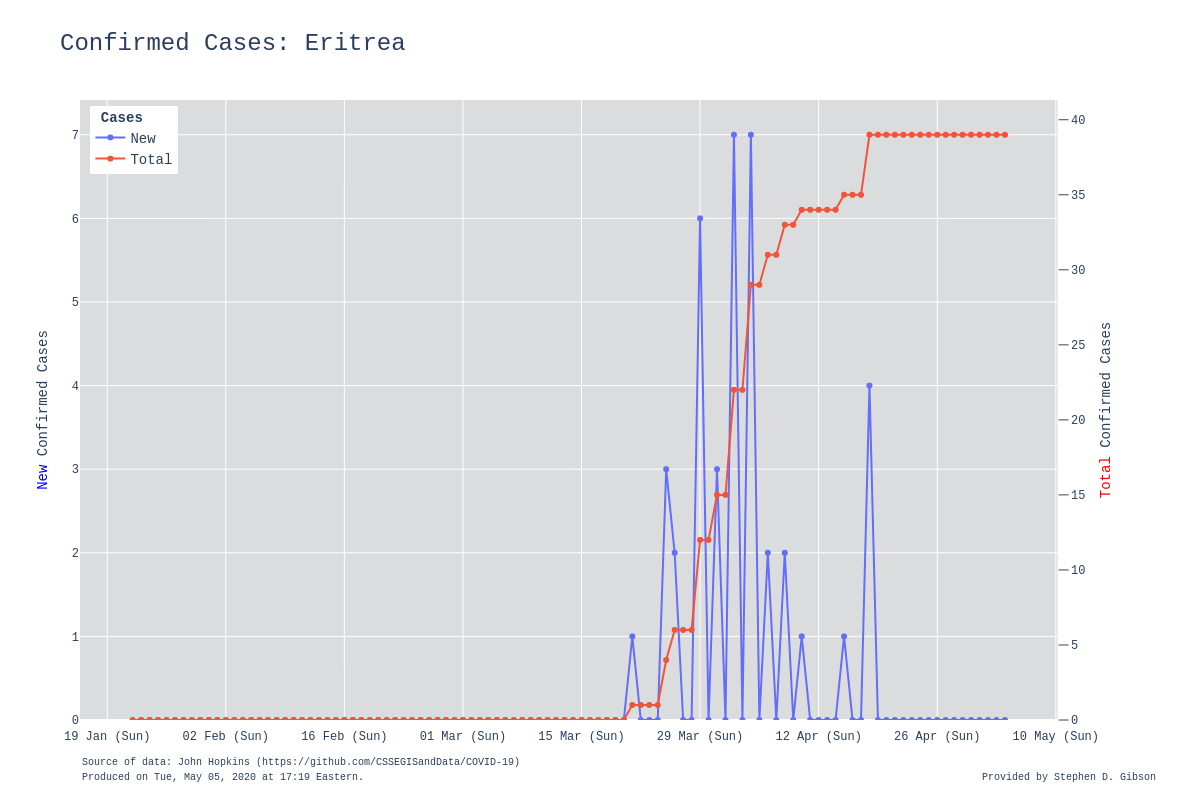 Confirmed Cases: Eritrea
Cases
New
Total
7
6
5
4
3
2
1
0
New Confirmed Cases
40
35
30
25
20
15
10
5
0
Total Confirmed Cases
19 Jan (Sun) 02 Feb (Sun) 16 Feb (Sun) 01 Mar (Sun) 15 Mar (Sun) 29 Mar (Sun) 12 Apr (Sun) 26 Apr (Sun) 10 May (Sun)
Source of data: John Hopkins (https://github.com/CSSEGISandData/COVID-19)
Produced on Tue, May 05, 2020 at 17:19 Eastern.
Provided by Stephen D. Gibson